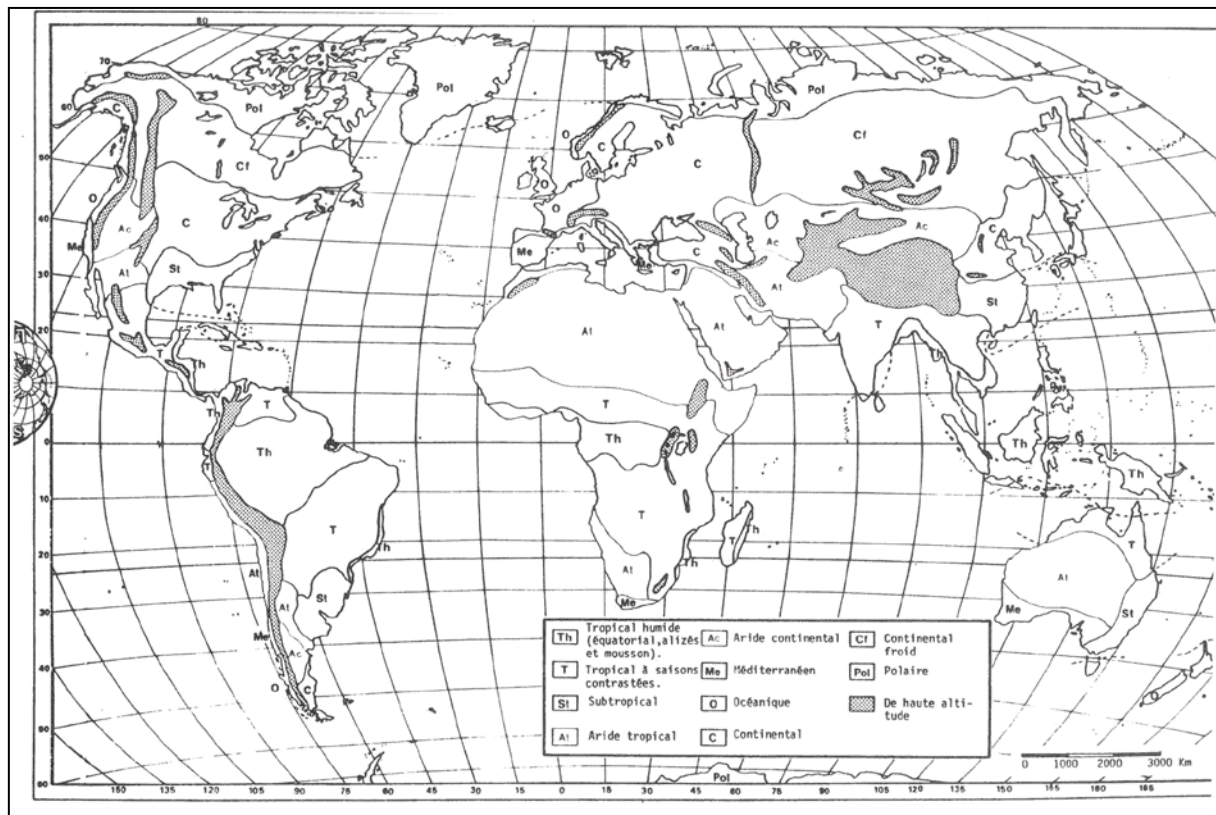 80
70
60
50
40
30
20
10
0
10
20
30
40
50
60
150 135 120 105 90 75 60 45 30 15 0 15 30 45 60 75 90 105 120 135 150 165
Pol
Pol
Pol
C
Cf
Cf
O
C
O
C
O
C
O
Me
Ac
C
Me
Me
C
Ac
Ac
C
At
St
At
St
At
At
T
T
Th
Th
T
T
Th
Th
Th
Th
T
T
T
Th
T
Th
Th
T
At
At
St
At
Th
At
T
Me
Me
Me
St
Ac
O
C
O
Pol
Th Tropical humide (équatorial,alizés et mousson).
T Tropical à saisons contrastées.
St Subtropical
At Aride tropical
Ac Aride continental
Me Méditerranéen
O Océanique
C Continental
Cf Continental froid
Pol Polaire
De haute alti-
tude
0 1000 2000 3000 Km